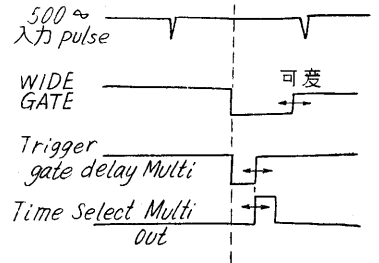 500 ∾
入力 pulse
WIDE
GATE
可変
Trigger
gate delay Multi
Time Select Multi
out